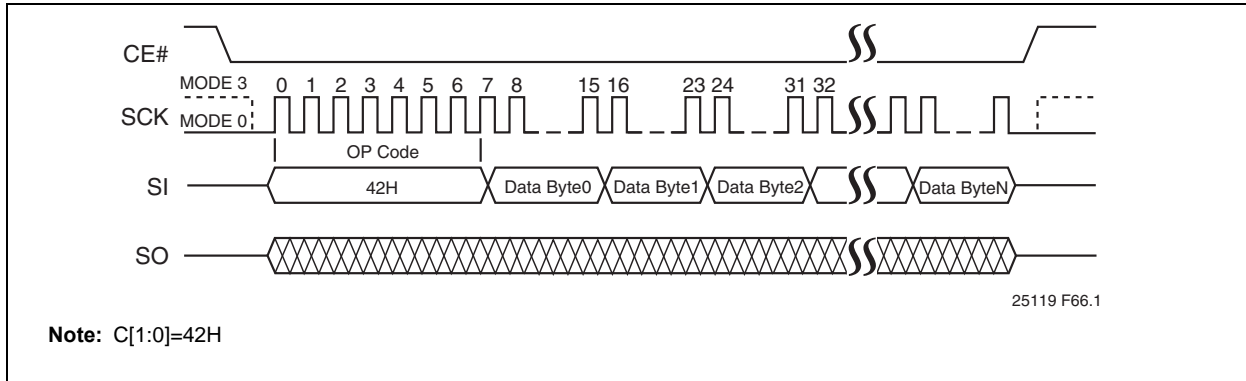 CE#
MODE 3 0 1 2 3 4 5 6 7 8 15 16 23 24 31 32
SCK MODE 0
OP Code
SI 42H Data Byte0 Data Byte1 Data Byte2 Data ByteN
SO
25119 F66.1
Note: C[1:0]=42H